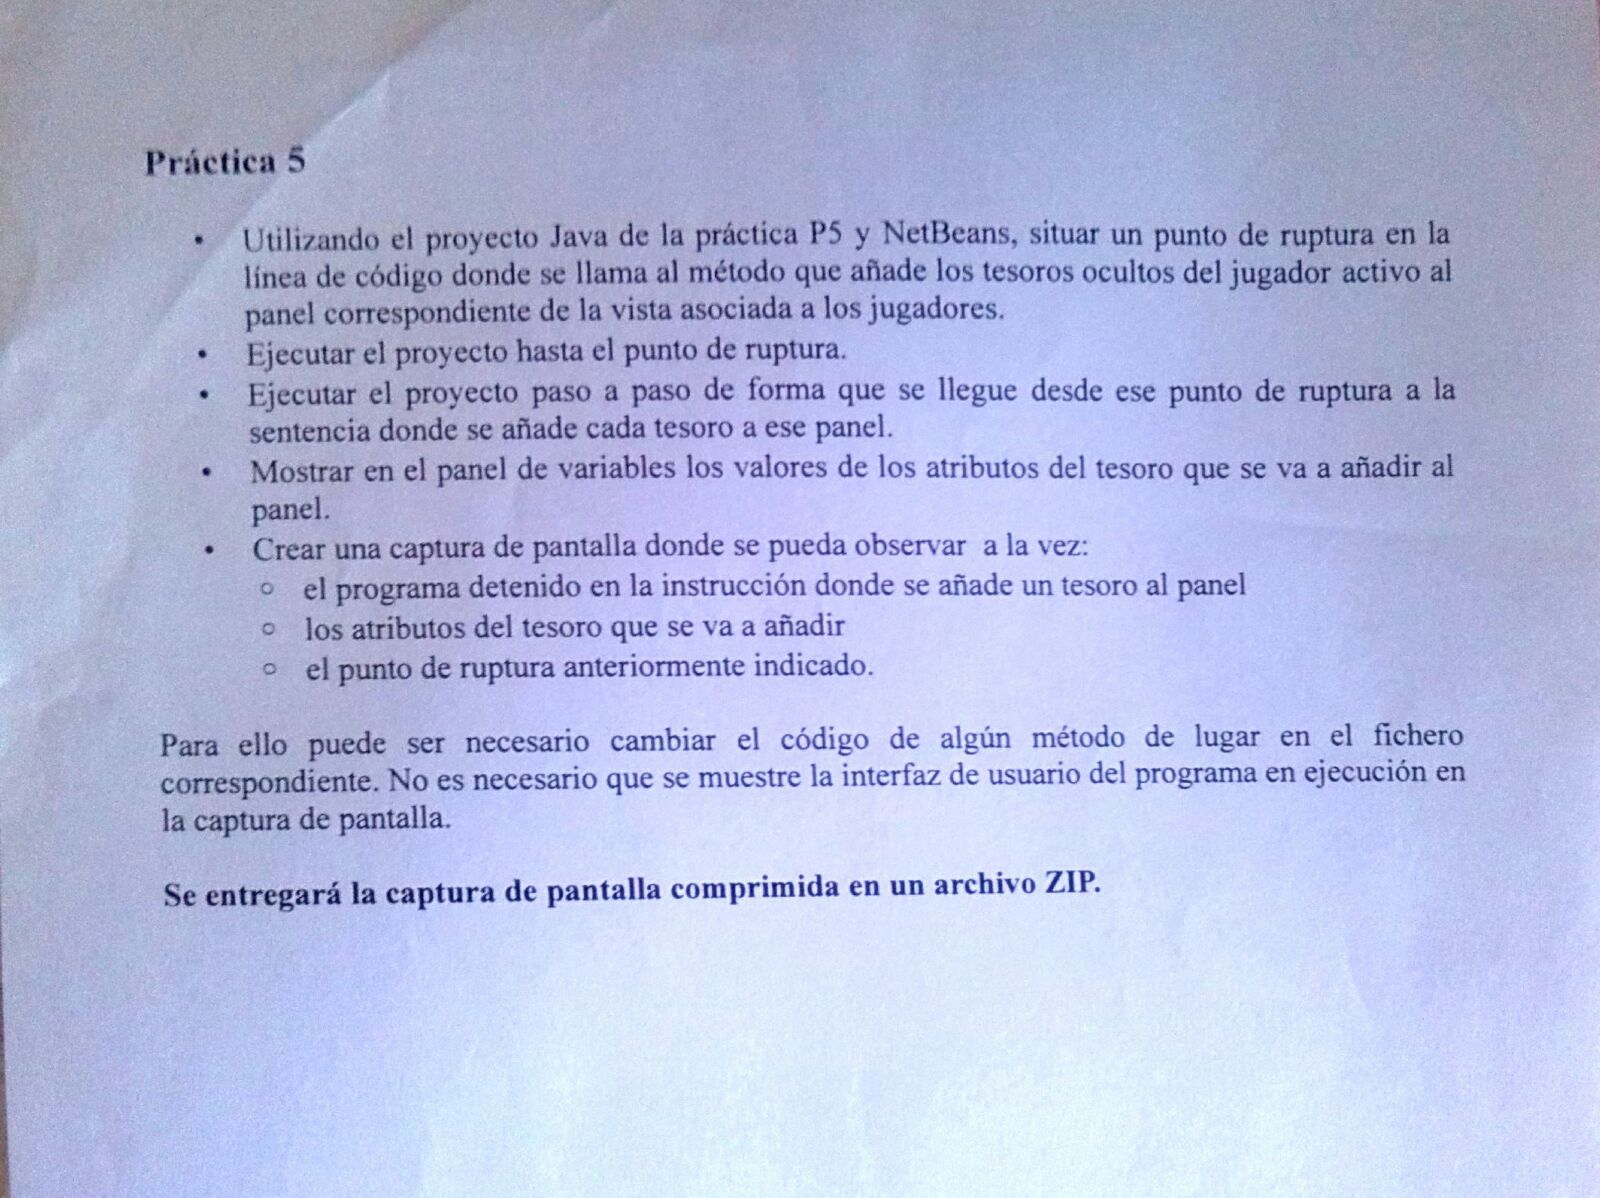 Práctica 5
• Utilizando el proyecto Java de la práctica P5 y NetBeans, situar un punto de ruptura en la
línea de código donde se llama al método que añade los tesoros ocultos del jugador activo al
panel correspondiente de la vista asociada a los jugadores.
• Ejecutar el proyecto hasta el punto de ruptura.
• Ejecutar el proyecto paso a paso de forma que se llegue desde ese punto de ruptura a la
sentencia donde se añade cada tesoro a ese panel.
• Mostrar en el panel de variables los valores de los atributos del tesoro que se va a añadir al
panel.
• Crear una captura de pantalla donde se pueda observar a la vez:
○ el programa detenido en la instrucción donde se añade un tesoro al panel
○ los atributos del tesoro que se va a añadir
○ el punto de ruptura anteriormente indicado.
Para ello puede ser necesario cambiar el código de algún método de lugar en el fichero
correspondiente. No es necesario que se muestre la interfaz de usuario del programa en ejecución en
la captura de pantalla.
Se entregará la captura de pantalla comprimida en un archivo ZIP.